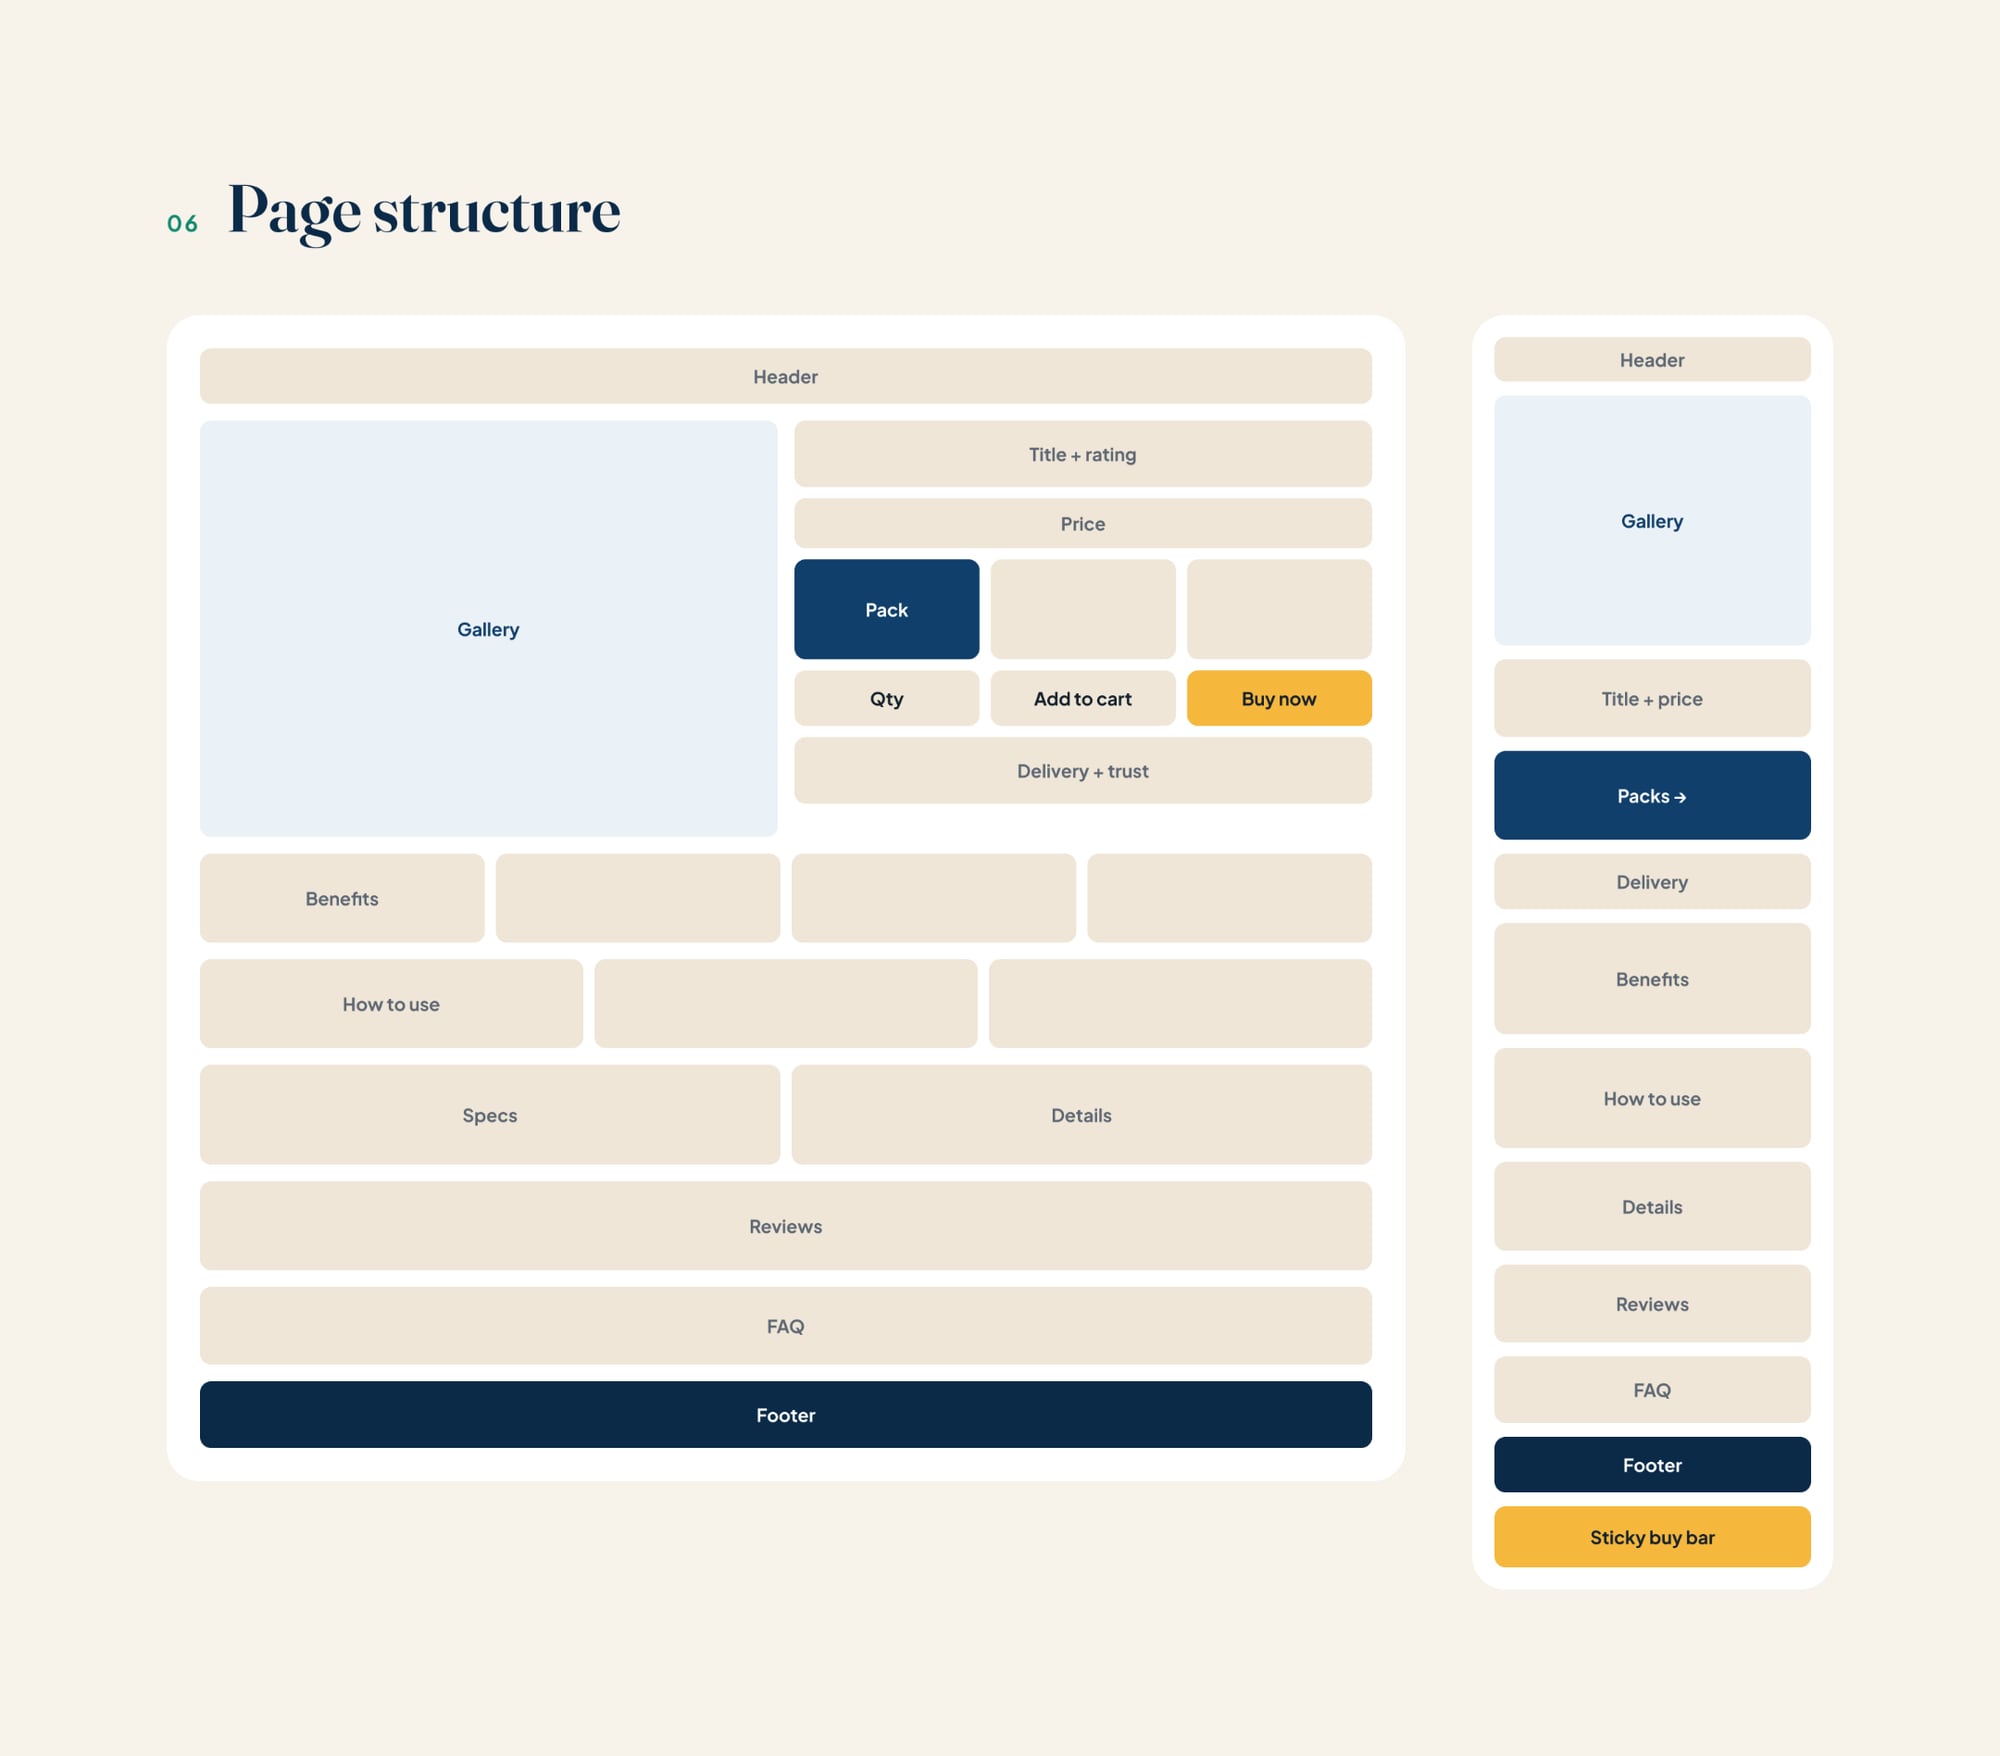 06 Page structure
Header
Gallery
Title + rating
Price
Pack
Qty
Add to cart
Buy now
Delivery + trust
Benefits
How to use
Specs
Details
Reviews
FAQ
Footer
Header
Gallery
Title + price
Packs →
Delivery
Benefits
How to use
Details
Reviews
FAQ
Footer
Sticky buy bar